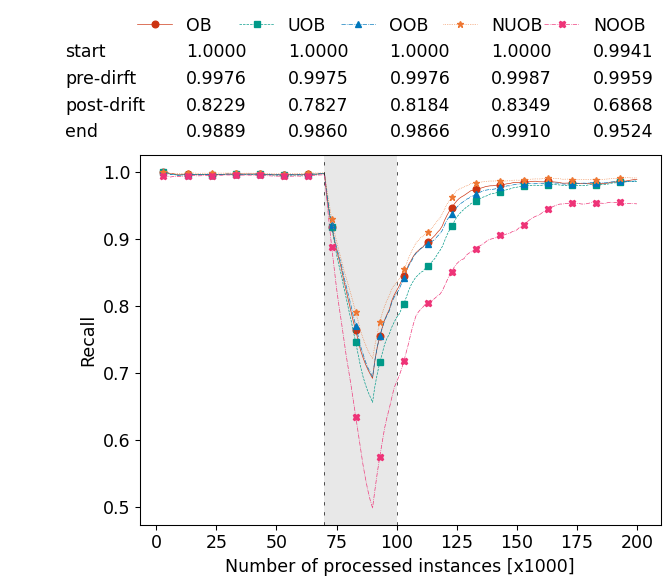 OB UOB OOB NUOB NOOB
start 1.0000 1.0000 1.0000 1.0000 0.9941
pre-dirft 0.9976 0.9975 0.9976 0.9987 0.9959
post-drift 0.8229 0.7827 0.8184 0.8349 0.6868
end 0.9889 0.9860 0.9866 0.9910 0.9524
1.0
0.9
0.8
0.7
0.6
0.5
Recall
0 25 50 75 100 125 150 175 200
Number of processed instances [x1000]